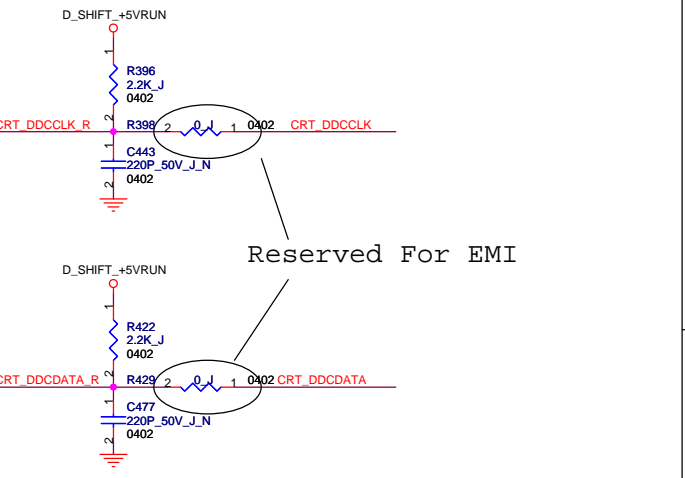 D_SHIFT_+5VRUN
1
R396
2.2K_J
0402
2
CRT_DDCCLK_R R398 2 0_J 1 0402 CRT_DDCCLK
1
C443
220P_50V_J_N
0402
2
Reserved For EMI
D_SHIFT_+5VRUN
1
R422
2.2K_J
0402
2
CRT_DDCDATA_R R429 2 0_J 1 0402 CRT_DDCDATA
1
C477
220P_50V_J_N
0402
2